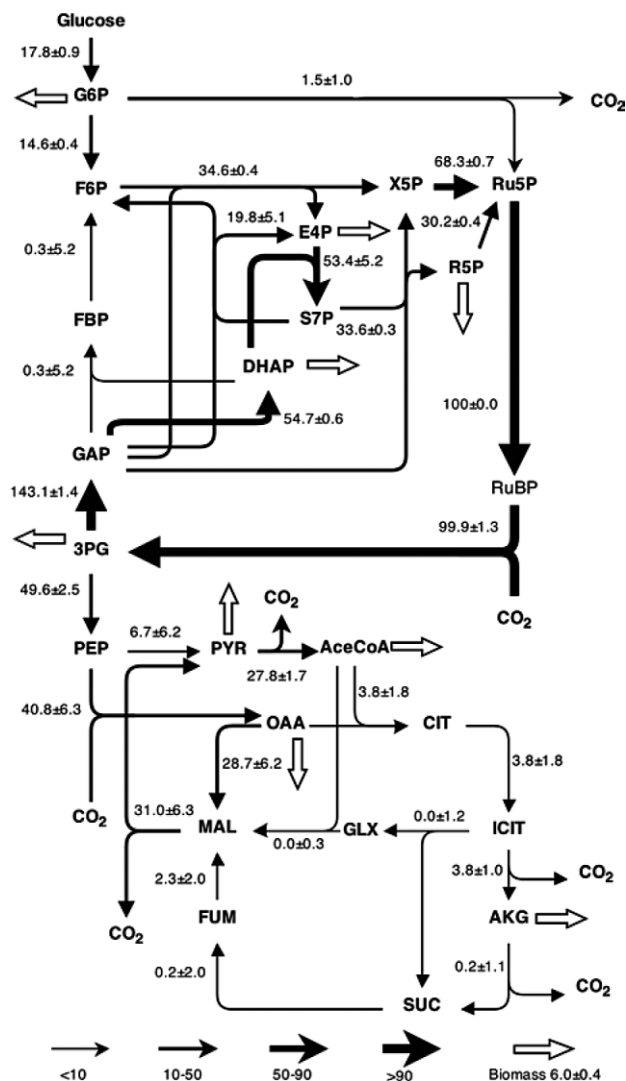 Glucose
17.8±0.9
1.5±1.0
G6P
CO2
14.6±0.4
34.6±0.4
68.3±0.7
F6P
X5P
Ru5P
19.8±5.1
E4P
30.2±0.4
0.3±5.2
53.4±5.2
R5P
FBP
S7P
33.6±0.3
DHAP
0.3±5.2
54.7±0.6
100±0.0
GAP
RuBP
143.1±1.4
99.9±1.3
3PG
49.6±2.5
CO2
CO2
PEP
6.7±6.2
PYR
AceCoA
27.8±1.7
3.8±1.8
40.8±6.3
OAA
CIT
28.7±6.2
3.8±1.8
CO2
31.0±6.3
MAL
0.0±0.3
GLX
0.0±1.2
ICIT
2.3±2.0
3.8±1.0
CO2
CO2
FUM
AKG
0.2±2.0
0.2±1.1
SUC
CO2
<10
10-50
50-90
>90
Biomass 6.0±0.4